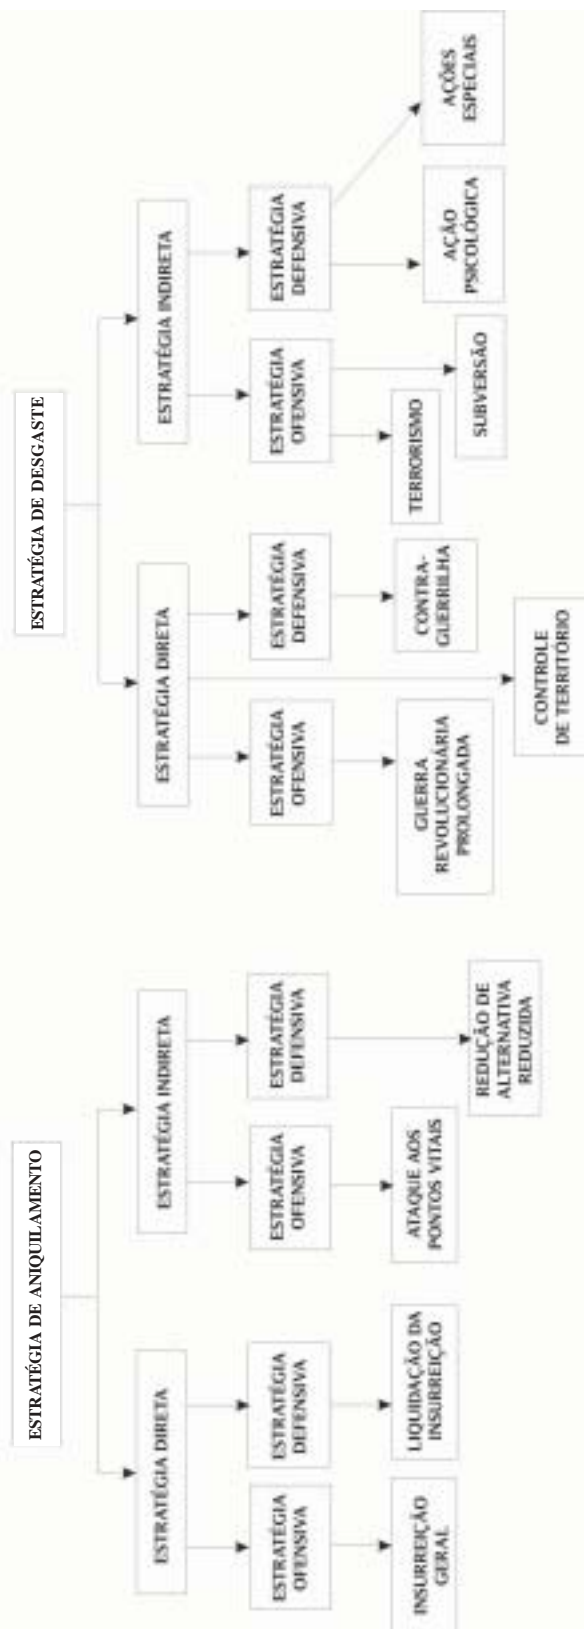 ESTRATÉGIA DE ANIQUILAMENTO
ESTRATÉGIA DIRETA
ESTRATÉGIA INDIRETA
ESTRATÉGIA
OFENSIVA
ESTRATÉGIA
DEFENSIVA
ESTRATÉGIA
OFENSIVA
ESTRATÉGIA
DEFENSIVA
INSURREIÇÃO
GERAL
LIQUIDAÇÃO DA
INSURREIÇÃO
ATAQUE AOS
PONTOS VITAIS
REDUÇÃO DE
ALTERNATIVA
REDUZIDA
ESTRATÉGIA DE DESGASTE
ESTRATÉGIA DIRETA
ESTRATÉGIA INDIRETA
ESTRATÉGIA
OFENSIVA
ESTRATÉGIA
DEFENSIVA
ESTRATÉGIA
OFENSIVA
ESTRATÉGIA
DEFENSIVA
GUERRA
REVOLUCIONÁRIA
PROLONGADA
CONTRA-
GUERRILHA
CONTROLE
DE TERRITÓRIO
TERRORISMO
SUBVERSÃO
AÇÃO
PSICOLÓGICA
AÇÕES
ESPECIAIS